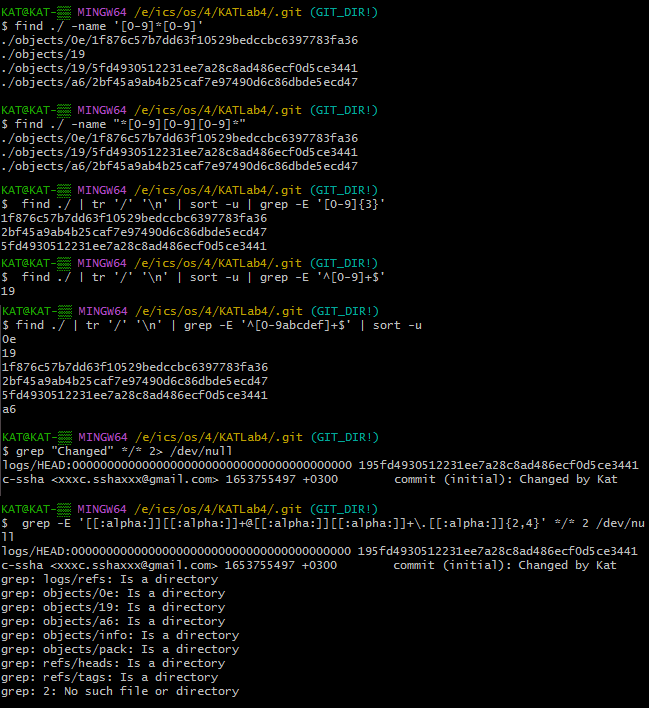 KAT@KAT-▒▒ MINGW64 /e/ics/os/4/KATLab4/.git (GIT_DIR!)
$ find ./ -name '[0-9]*[0-9]'
./objects/0e/1f876c57b7dd63f10529bedccbc6397783fa36
./objects/19
./objects/19/5fd4930512231ee7a28c8ad486ecf0d5ce3441
./objects/a6/2bf45a9ab4b25caf7e97490d6c86dbde5ecd47
KAT@KAT-▒▒ MINGW64 /e/ics/os/4/KATLab4/.git (GIT_DIR!)
$ find ./ -name "*[0-9][0-9][0-9]*"
./objects/0e/1f876c57b7dd63f10529bedccbc6397783fa36
./objects/19/5fd4930512231ee7a28c8ad486ecf0d5ce3441
./objects/a6/2bf45a9ab4b25caf7e97490d6c86dbde5ecd47
KAT@KAT-▒▒ MINGW64 /e/ics/os/4/KATLab4/.git (GIT_DIR!)
$  find ./ | tr '/' '\n' | sort -u | grep -E '[0-9]{3}'
1f876c57b7dd63f10529bedccbc6397783fa36
2bf45a9ab4b25caf7e97490d6c86dbde5ecd47
5fd4930512231ee7a28c8ad486ecf0d5ce3441
KAT@KAT-▒▒ MINGW64 /e/ics/os/4/KATLab4/.git (GIT_DIR!)
$  find ./ | tr '/' '\n' | sort -u | grep -E '^[0-9]+$'
19
KAT@KAT-▒▒ MINGW64 /e/ics/os/4/KATLab4/.git (GIT_DIR!)
$ find ./ | tr '/' '\n' | grep -E '^[0-9abcdef]+$' | sort -u
0e
19
1f876c57b7dd63f10529bedccbc6397783fa36
2bf45a9ab4b25caf7e97490d6c86dbde5ecd47
5fd4930512231ee7a28c8ad486ecf0d5ce3441
a6
KAT@KAT-▒▒ MINGW64 /e/ics/os/4/KATLab4/.git (GIT_DIR!)
$ grep "Changed" */* 2> /dev/null
logs/HEAD:0000000000000000000000000000000000000000 195fd4930512231ee7a28c8ad486ecf0d5ce3441
c-ssha <xxxc.sshaxxx@gmail.com> 1653755497 +0300        commit (initial): Changed by Kat
KAT@KAT-▒▒ MINGW64 /e/ics/os/4/KATLab4/.git (GIT_DIR!)
$  grep -E '[[:alpha:]][[:alpha:]]+@[[:alpha:]][[:alpha:]]+\.[[:alpha:]]{2,4}' */* 2 /dev/nu
ll
logs/HEAD:0000000000000000000000000000000000000000 195fd4930512231ee7a28c8ad486ecf0d5ce3441
c-ssha <xxxc.sshaxxx@gmail.com> 1653755497 +0300        commit (initial): Changed by Kat
grep: logs/refs: Is a directory
grep: objects/0e: Is a directory
grep: objects/19: Is a directory
grep: objects/a6: Is a directory
grep: objects/info: Is a directory
grep: objects/pack: Is a directory
grep: refs/heads: Is a directory
grep: refs/tags: Is a directory
grep: 2: No such file or directory